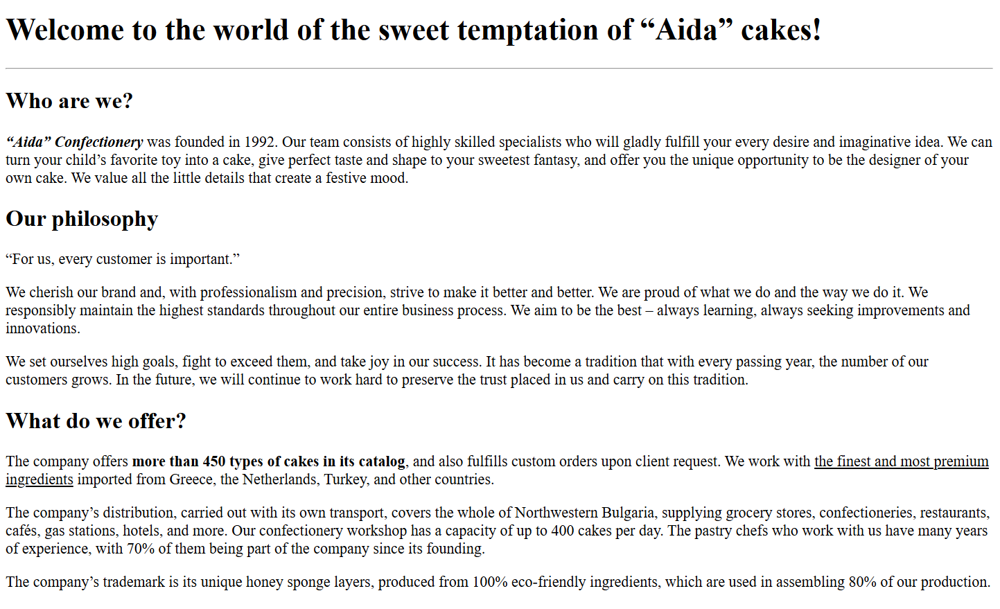 Welcome to the world of the sweet temptation of “Aida” cakes!
Who are we?
“Aida” Confectionery was founded in 1992. Our team consists of highly skilled specialists who will gladly fulfill your every desire and imaginative idea. We can
turn your child’s favorite toy into a cake, give perfect taste and shape to your sweetest fantasy, and offer you the unique opportunity to be the designer of your
own cake. We value all the little details that create a festive mood.
Our philosophy
“For us, every customer is important.”
We cherish our brand and, with professionalism and precision, strive to make it better and better. We are proud of what we do and the way we do it. We
responsibly maintain the highest standards throughout our entire business process. We aim to be the best – always learning, always seeking improvements and
innovations.
We set ourselves high goals, fight to exceed them, and take joy in our success. It has become a tradition that with every passing year, the number of our
customers grows. In the future, we will continue to work hard to preserve the trust placed in us and carry on this tradition.
What do we offer?
The company offers more than 450 types of cakes in its catalog, and also fulfills custom orders upon client request. We work with the finest and most premium
ingredients imported from Greece, the Netherlands, Turkey, and other countries.
The company’s distribution, carried out with its own transport, covers the whole of Northwestern Bulgaria, supplying grocery stores, confectioneries, restaurants,
cafés, gas stations, hotels, and more. Our confectionery workshop has a capacity of up to 400 cakes per day. The pastry chefs who work with us have many years
of experience, with 70% of them being part of the company since its founding.
The company’s trademark is its unique honey sponge layers, produced from 100% eco-friendly ingredients, which are used in assembling 80% of our production.